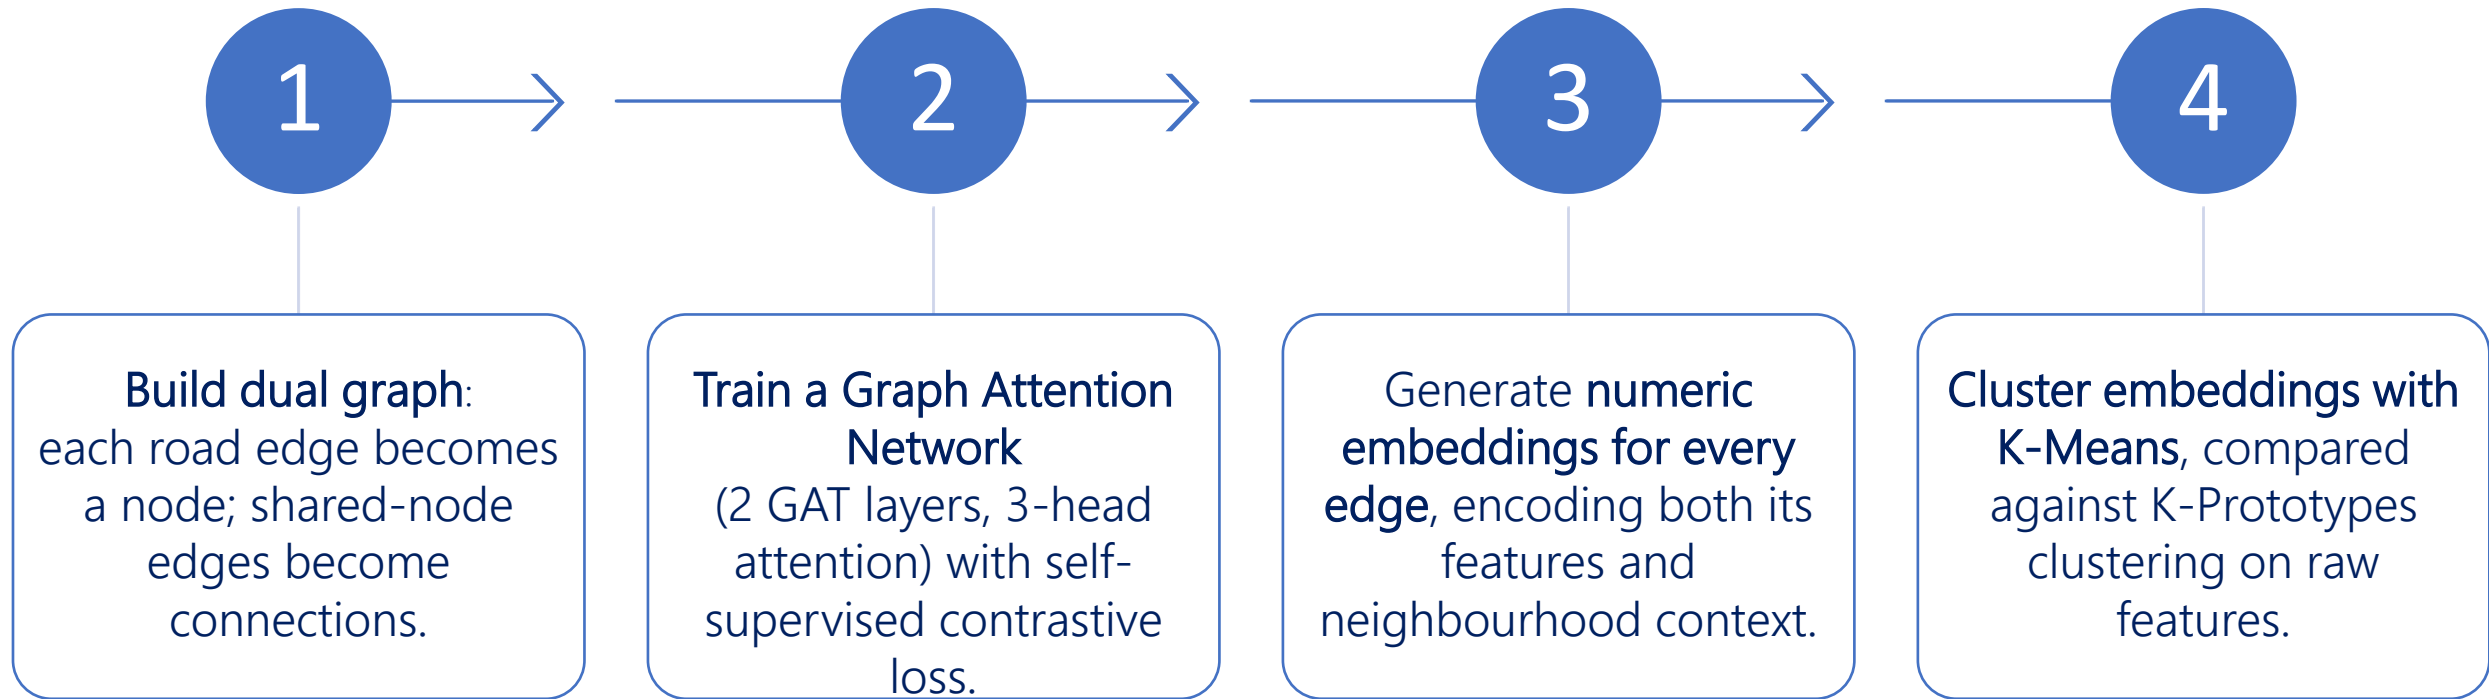 1
2
3
4
Build dual graph:
each road edge becomes
a node; shared-node
edges become
connections.
Train a Graph Attention
Network
(2 GAT layers, 3-head
attention) with self-
supervised contrastive
loss.
Generate numeric
embeddings for every
edge, encoding both its
features and
neighbourhood context.
Cluster embeddings with
K-Means, compared
against K-Prototypes
clustering on raw
features.